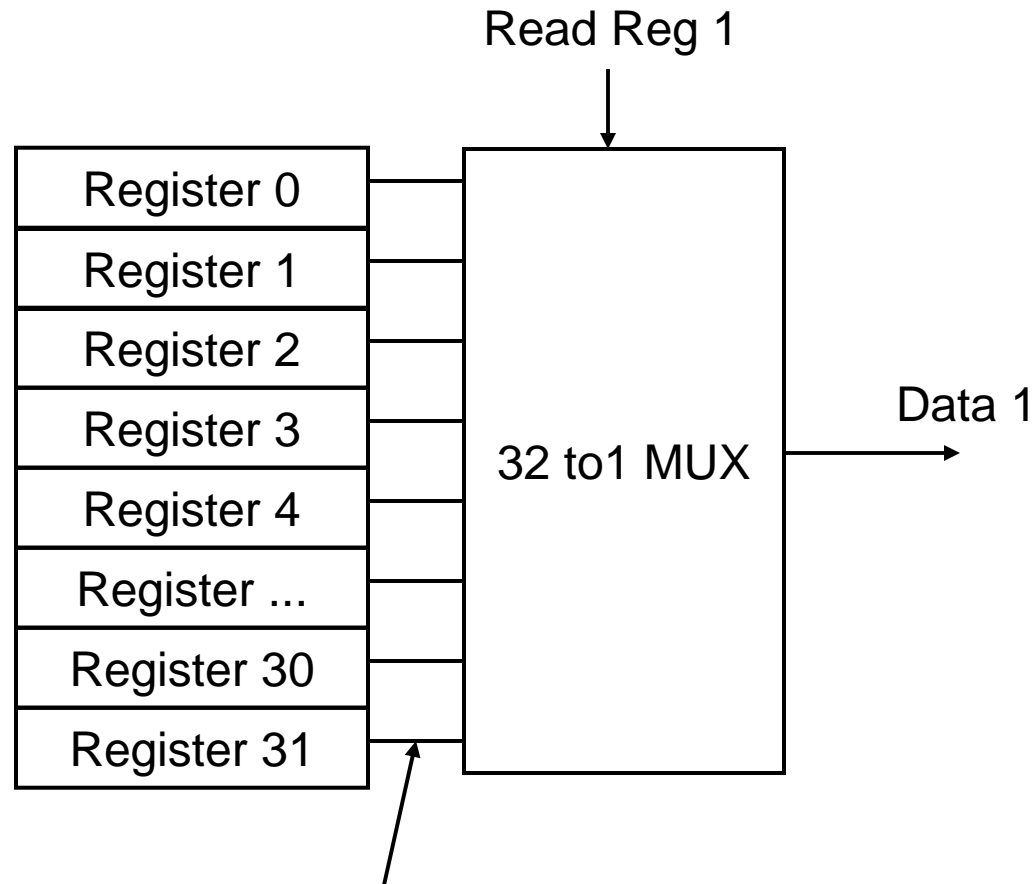 Read Reg 1
Register 0
Register 1
Register 2
Register 3
Register 4
Register ...
Register 30
Register 31
32 to1 MUX
Data 1